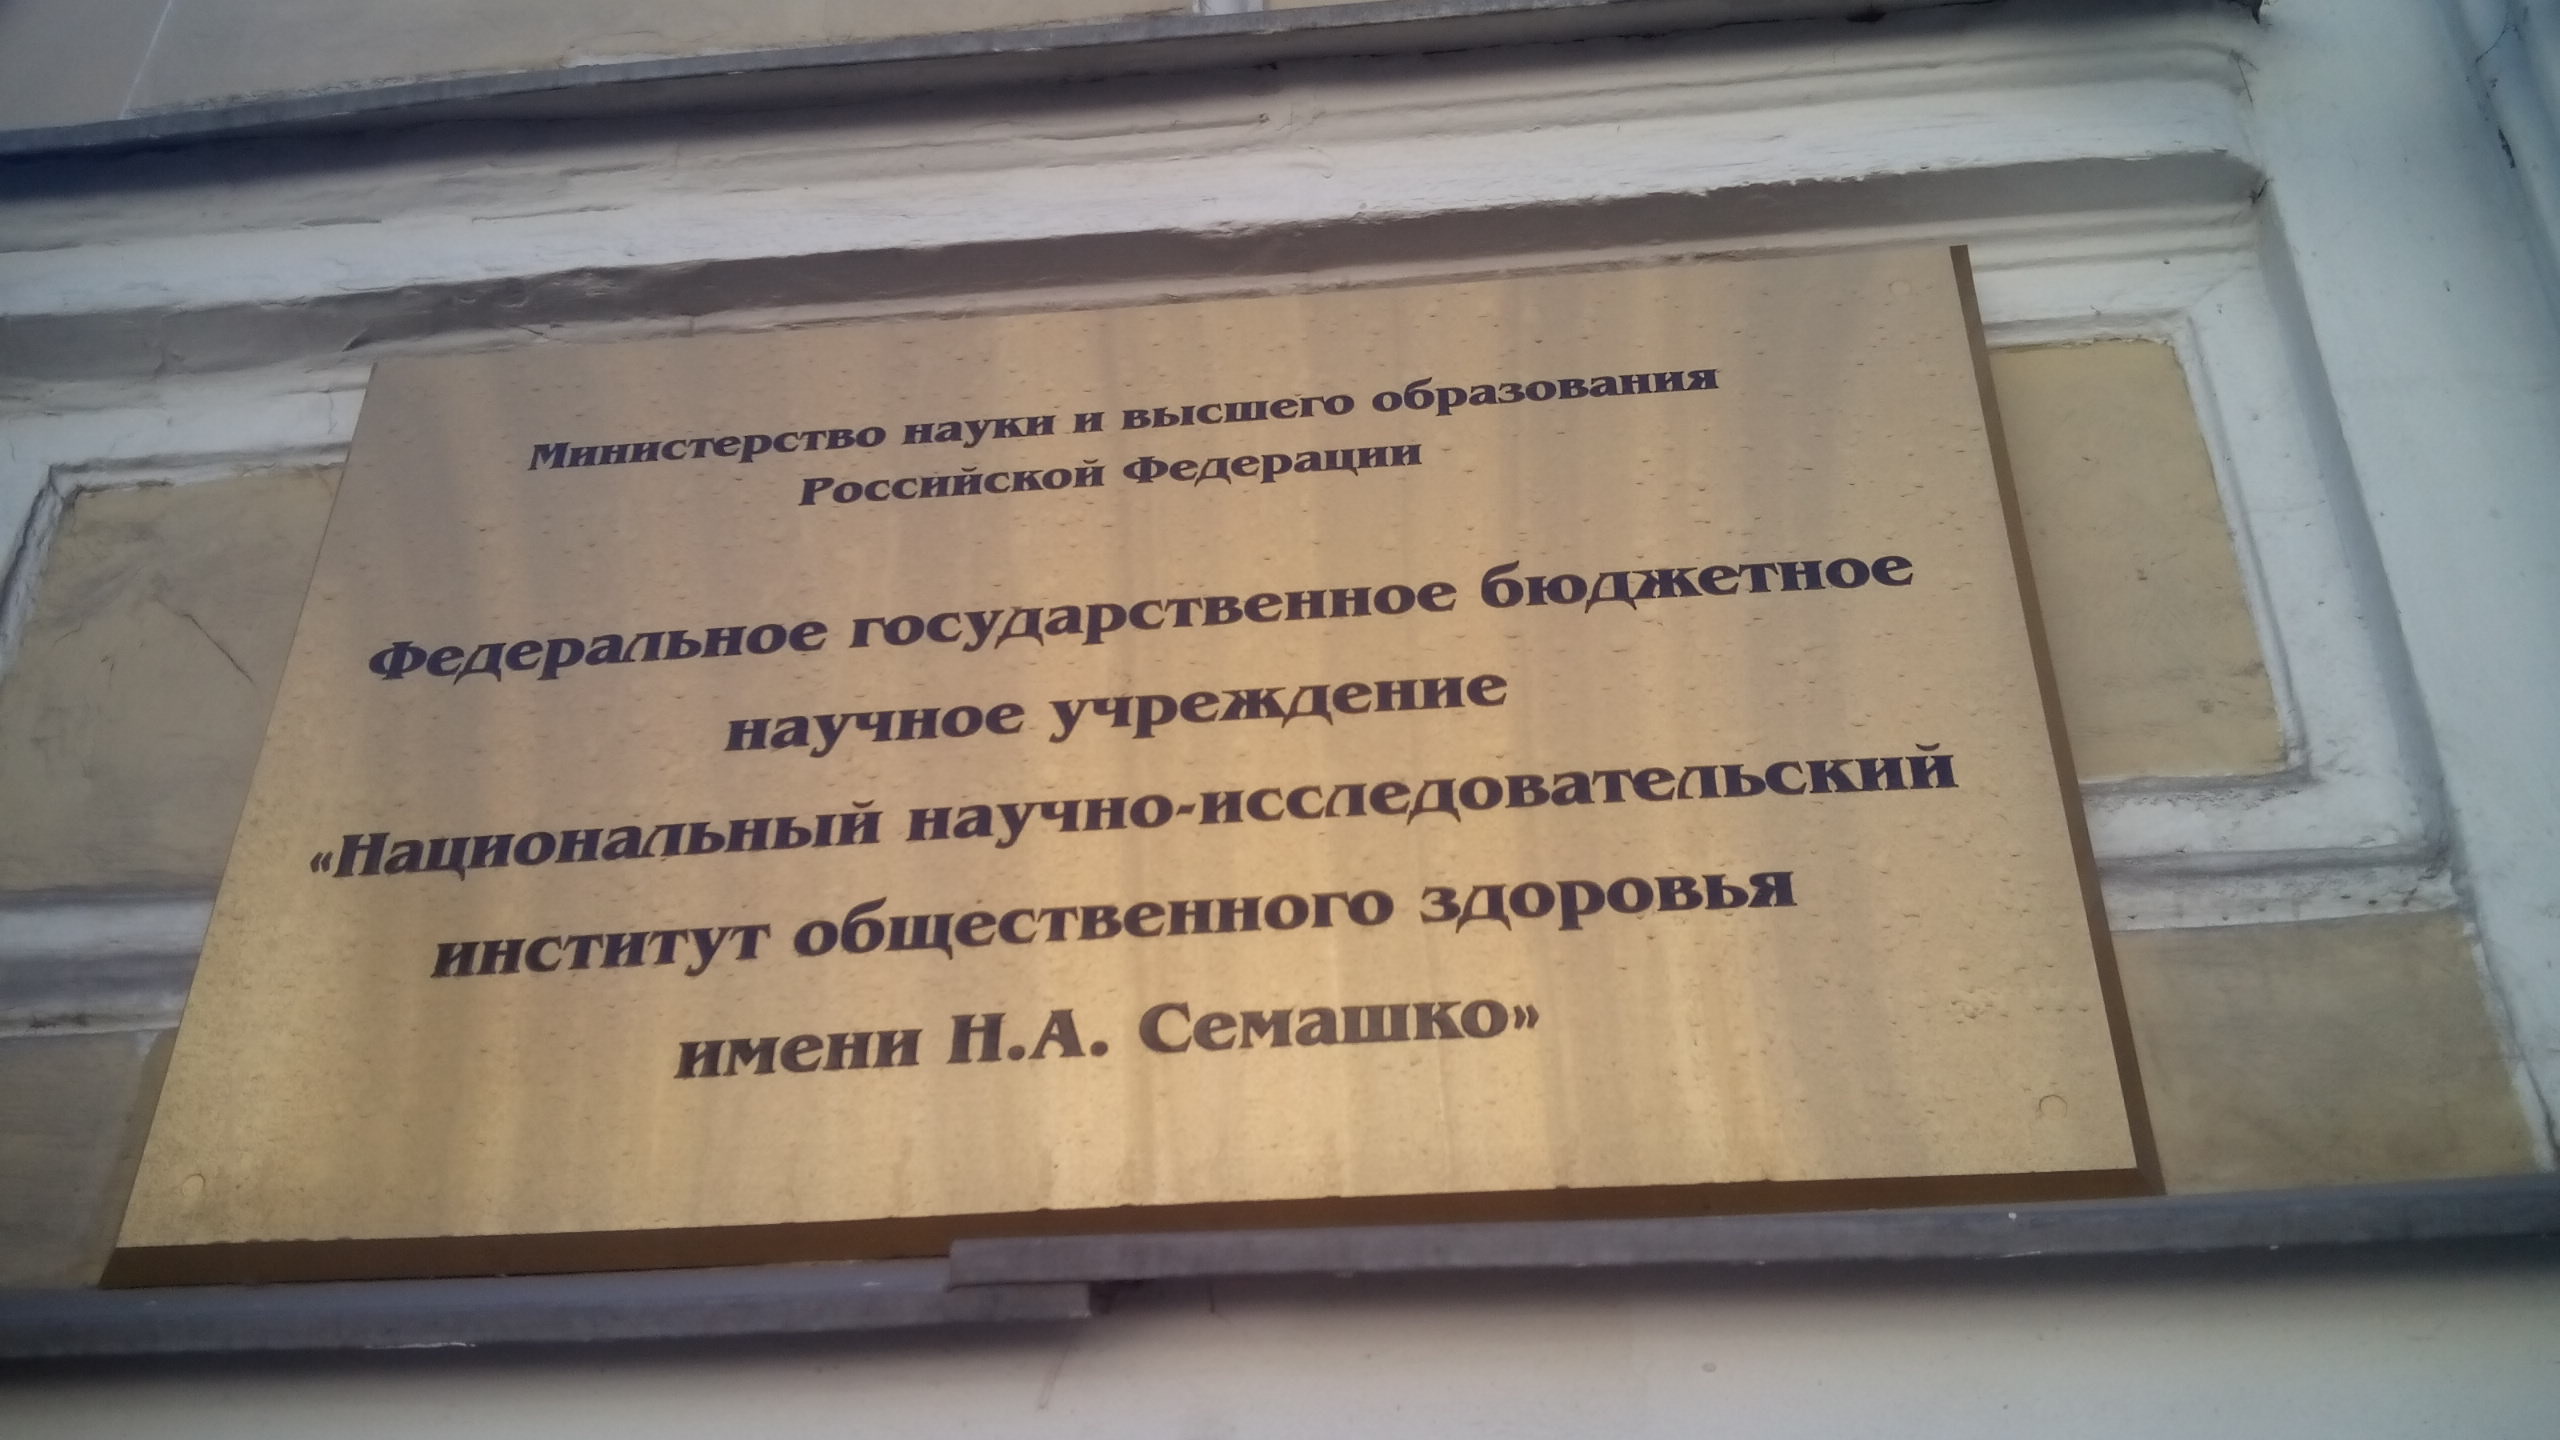 Министерство науки и высшего образования
Российской Федерации
Федеральное государственное бюджетное
научное учреждение
«Национальный научно-исследовательский
институт общественного здоровья
имени Н.А. Семашко»